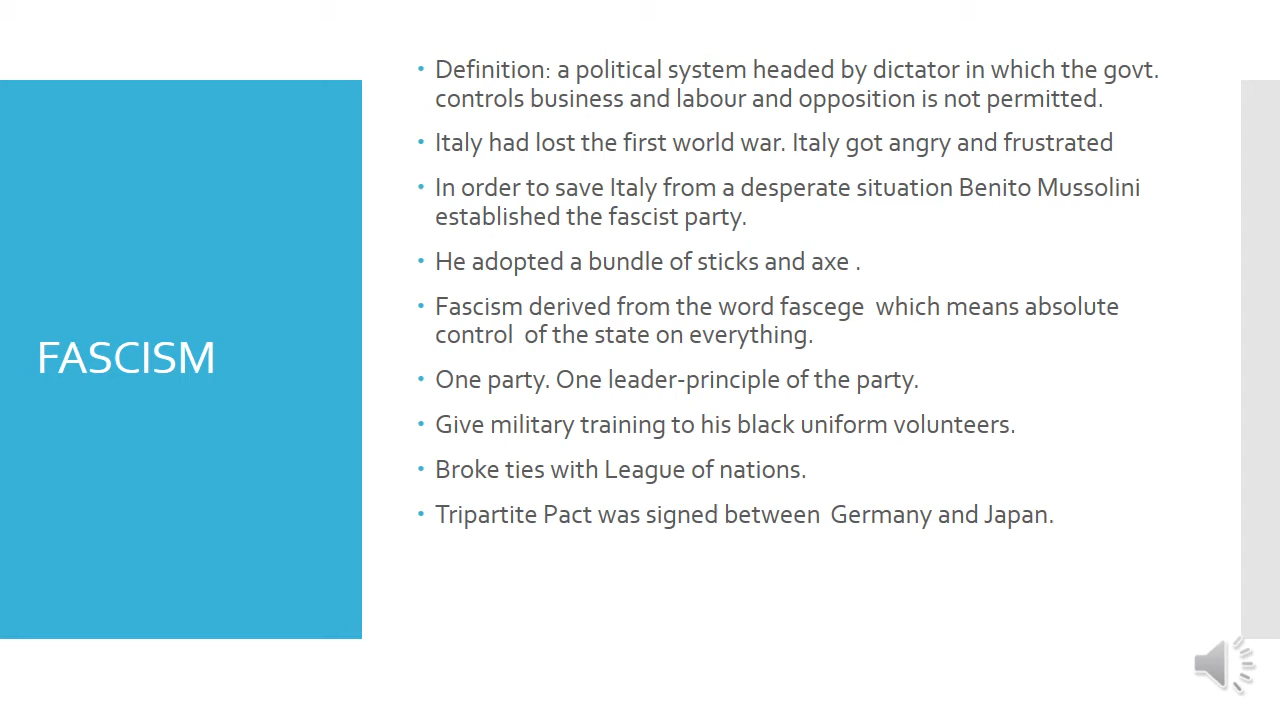 FASCISM
• Definition: a political system headed by dictator in which the govt.
controls business and labour and opposition is not permitted.
• Italy had lost the first world war. Italy got angry and frustrated
• In order to save Italy from a desperate situation Benito Mussolini
established the fascist party.
• He adopted a bundle of sticks and axe .
• Fascism derived from the word fascege  which means absolute
control  of the state on everything.
• One party. One leader-principle of the party.
• Give military training to his black uniform volunteers.
• Broke ties with League of nations.
• Tripartite Pact was signed between  Germany and Japan.